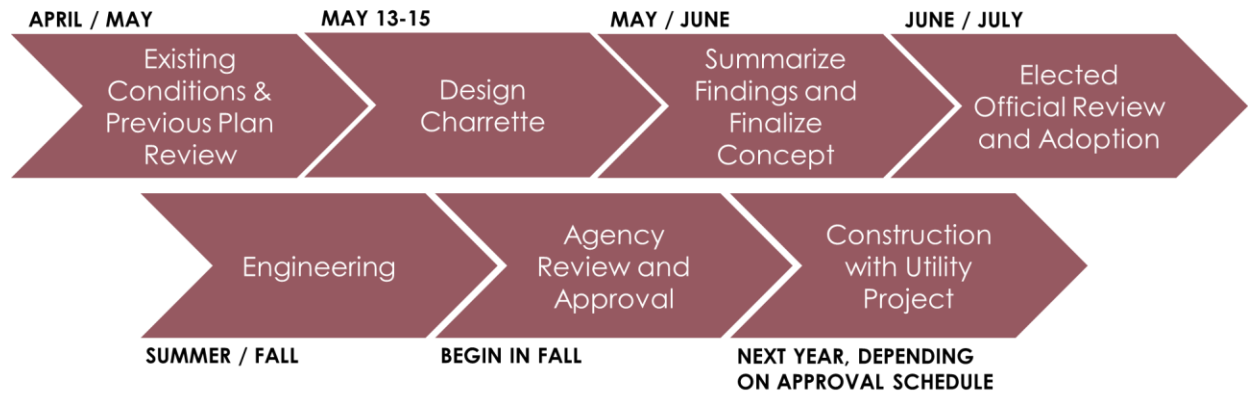 APRIL / MAY
Existing
Conditions &
Previous Plan
Review
MAY 13-15
Design
Charrette
MAY / JUNE
Summarize
Findings and
Finalize
Concept
JUNE / JULY
Elected
Official Review
and Adoption
Engineering
SUMMER / FALL
Agency
Review and
Approval
BEGIN IN FALL
Construction
with Utility
Project
NEXT YEAR, DEPENDING
ON APPROVAL SCHEDULE